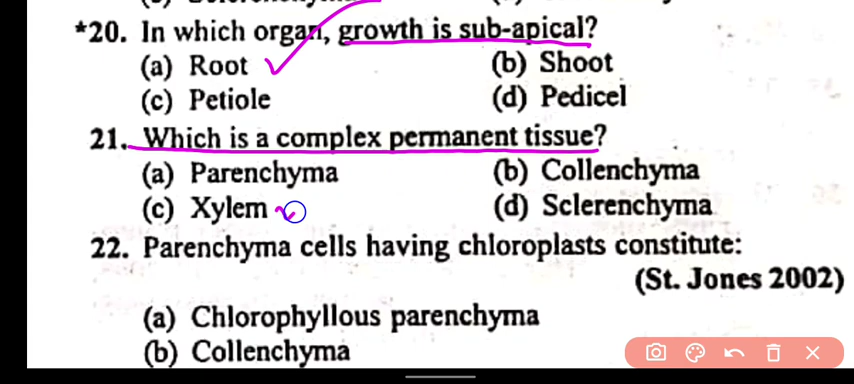 *20. In which organ, growth is sub-apical?
(a) Root (b) Shoot
(c) Petiole (d) Pedicel
21. Which is a complex permanent tissue?
(a) Parenchyma (b) Collenchyma
(c) Xylem (d) Sclerenchyma
22. Parenchyma cells having chloroplasts constitute:
(St. Jones 2002)
(a) Chlorophyllous parenchyma
(b) Collenchyma